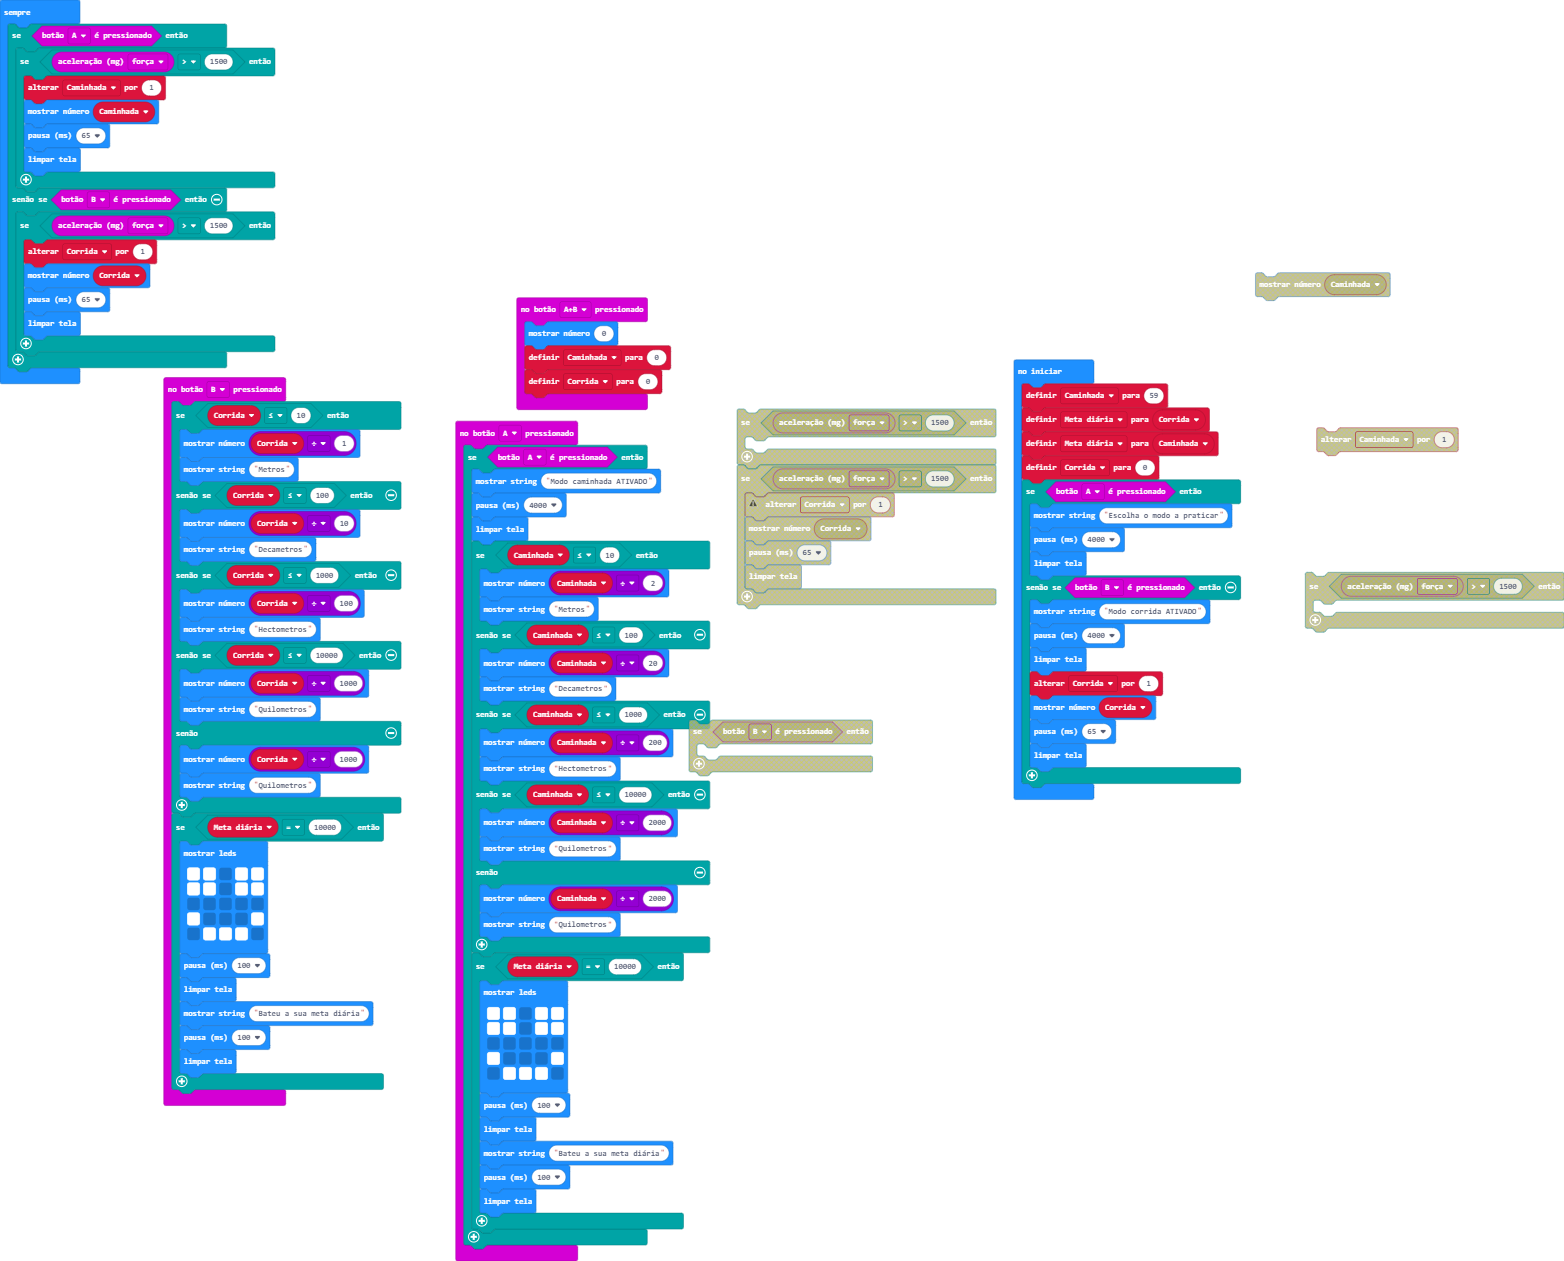 sempre
se botão A é pressionado então
se aceleração (mg) força > 1500 então
alterar Caminhada por 1
mostrar número Caminhada
pausa (ms) 65
limpar tela
senão se botão B é pressionado então
se aceleração (mg) força > 1500 então
alterar Corrida por 1
mostrar número Corrida
pausa (ms) 65
limpar tela
no botão B pressionado
se Corrida ≤ 10 então
mostrar número Corrida ÷ 1
mostrar string "Metros"
senão se Corrida ≤ 100 então
mostrar número Corrida ÷ 10
mostrar string "Decametros"
senão se Corrida ≤ 1000 então
mostrar número Corrida ÷ 100
mostrar string "Hectometros"
senão se Corrida ≤ 10000 então
mostrar número Corrida ÷ 1000
mostrar string "Quilometros"
senão
mostrar número Corrida ÷ 1000
mostrar string "Quilometros"
se Meta diária = 10000 então
mostrar leds
pausa (ms) 100
limpar tela
mostrar string "Bateu a sua meta diária"
pausa (ms) 100
limpar tela
no botão A+B pressionado
mostrar número 0
definir Caminhada para 0
definir Corrida para 0
no botão A pressionado
se botão A é pressionado então
mostrar string "Modo caminhada ATIVADO"
pausa (ms) 4000
limpar tela
se Caminhada ≤ 10 então
mostrar número Caminhada ÷ 2
mostrar string "Metros"
senão se Caminhada ≤ 100 então
mostrar número Caminhada ÷ 20
mostrar string "Decametros"
senão se Caminhada ≤ 1000 então
mostrar número Caminhada ÷ 200
mostrar string "Hectometros"
senão se Caminhada ≤ 10000 então
mostrar número Caminhada ÷ 2000
mostrar string "Quilometros"
senão
mostrar número Caminhada ÷ 2000
mostrar string "Quilometros"
se Meta diária = 10000 então
mostrar leds
pausa (ms) 100
limpar tela
mostrar string "Bateu a sua meta diária"
pausa (ms) 100
limpar tela
se aceleração (mg) força > 1500 então
se aceleração (mg) força > 1500 então
alterar Corrida por 1
mostrar número Corrida
pausa (ms) 65
limpar tela
se botão B é pressionado então
no iniciar
definir Caminhada para 59
definir Meta diária para Corrida
definir Meta diária para Caminhada
definir Corrida para 0
se botão A é pressionado então
mostrar string "Escolha o modo a praticar"
pausa (ms) 4000
limpar tela
senão se botão B é pressionado então
mostrar string "Modo corrida ATIVADO"
pausa (ms) 4000
limpar tela
alterar Corrida por 1
mostrar número Corrida
pausa (ms) 65
limpar tela
mostrar número Caminhada
alterar Caminhada por 1
se aceleração (mg) força > 1500 então